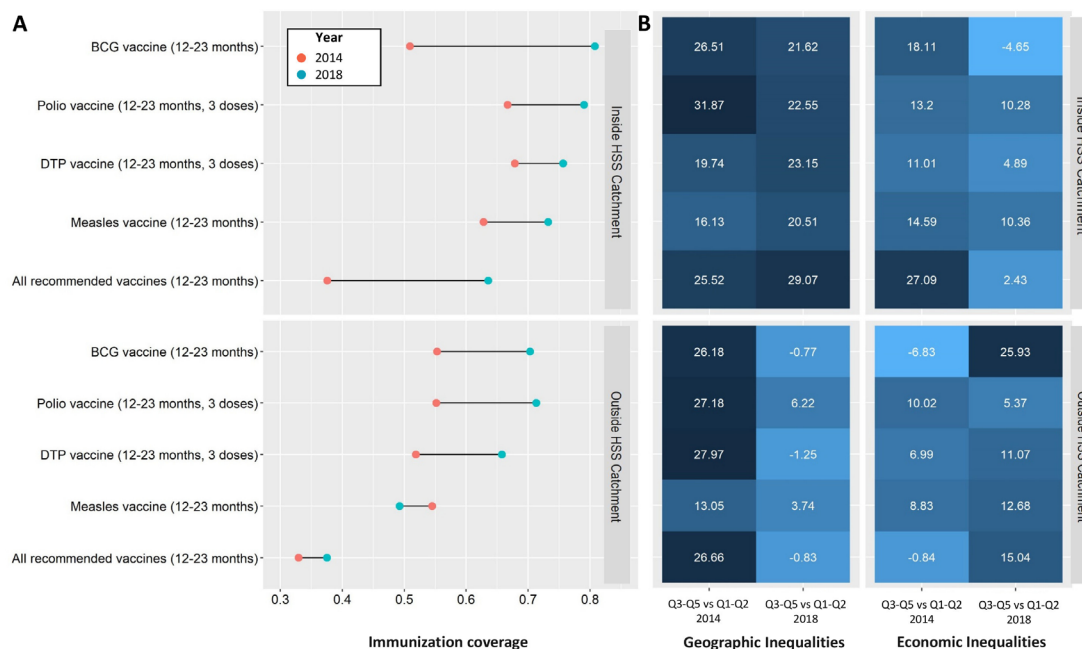 A
Year
2014
2018
BCG vaccine (12-23 months)
Polio vaccine (12-23 months, 3 doses)
DTP vaccine (12-23 months, 3 doses)
Measles vaccine (12-23 months)
All recommended vaccines (12-23 months)
Inside HSS Catchment
BCG vaccine (12-23 months)
Polio vaccine (12-23 months, 3 doses)
DTP vaccine (12-23 months, 3 doses)
Measles vaccine (12-23 months)
All recommended vaccines (12-23 months)
Outside HSS Catchment
0.3 0.4 0.5 0.6 0.7 0.8
Immunization coverage
B
26.51 21.62 18.11 -4.65
31.87 22.55 13.2 10.28
19.74 23.15 11.01 4.89
16.13 20.51 14.59 10.36
25.52 29.07 27.09 2.43
Inside HSS Catchment
26.18 -0.77 -6.83 25.93
27.18 6.22 10.02 5.37
27.97 -1.25 6.99 11.07
13.05 3.74 8.83 12.68
26.66 -0.83 -0.84 15.04
Outside HSS Catchment
Q3-Q5 vs Q1-Q2 Q3-Q5 vs Q1-Q2 Q3-Q5 vs Q1-Q2 Q3-Q5 vs Q1-Q2
2014 2018 2014 2018
Geographic Inequalities Economic Inequalities